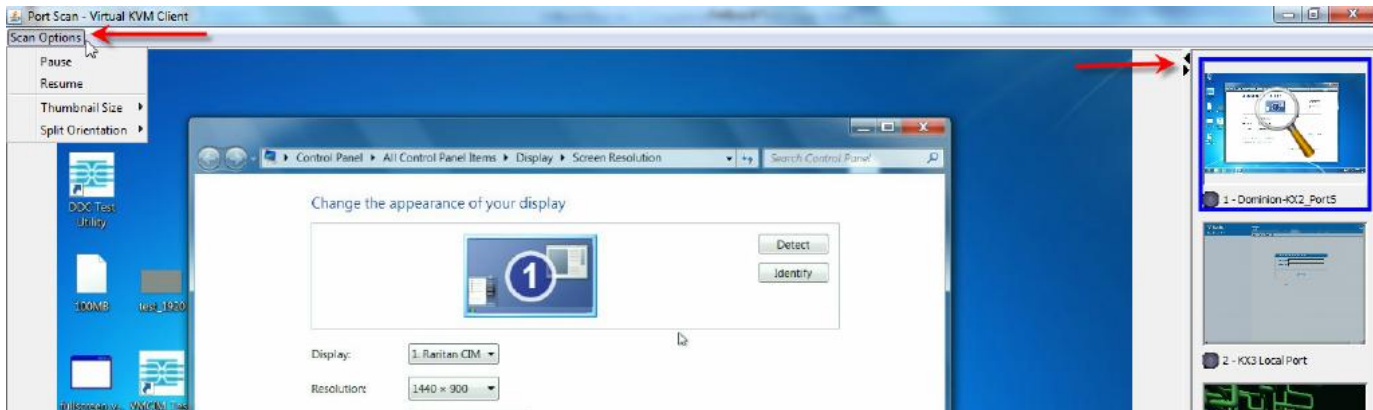 Port Scan - Virtual KVM Client
Scan Options
Pause
Resume
Thumbnail Size
Split Orientation
Control Panel
All Control Panel Items
Display
Screen Resolution
Search Control Panel
Change the appearance of your display
1
Detect
Identify
Display:
1. Raritan CIM
Resolution:
1440 × 900
DDC Test
Utility
100MB
test_1920
1 - Dominion-KX2_Port5
2 - KX3 Local Port